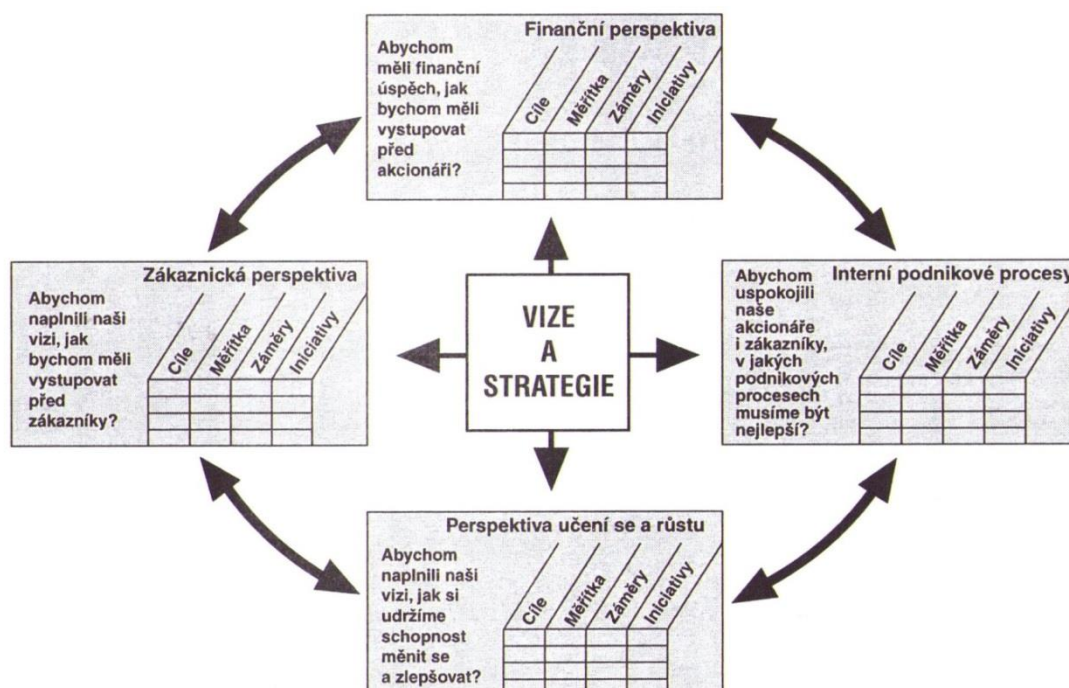 Finanční perspektiva
Abychom
měli finanční
úspěch, jak
bychom měli
vystupovat
před
akcionáři?
Cíle
Měřítka
Záměry
Iniciativy
Zákaznická perspektiva
Abychom
naplnili naši
vizi, jak
bychom měli
vystupovat
před
zákazníky?
Cíle
Měřítka
Záměry
Iniciativy
VIZE
A
STRATEGIE
Interní podnikové procesy
Abychom
uspokojili
naše
akcionáře
i zákazníky,
v jakých
podnikových
procesech
musíme být
nejlepší?
Cíle
Měřítka
Záměry
Iniciativy
Perspektiva učení se a růstu
Abychom
naplnili naši
vizi, jak si
udržíme
schopnost
měnit se
a zlepšovat?
Cíle
Měřítka
Záměry
Iniciativy